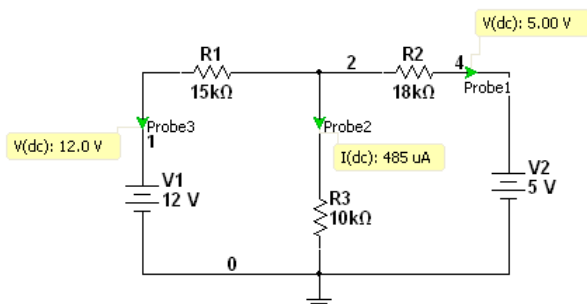 V(dc): 5.00 V
R1
2
R2
4
15kΩ
18kΩ
Probe1
Probe3
Probe2
V(dc): 12.0 V
1
I(dc): 485 uA
V1
12 V
V2
5 V
R3
10kΩ
0